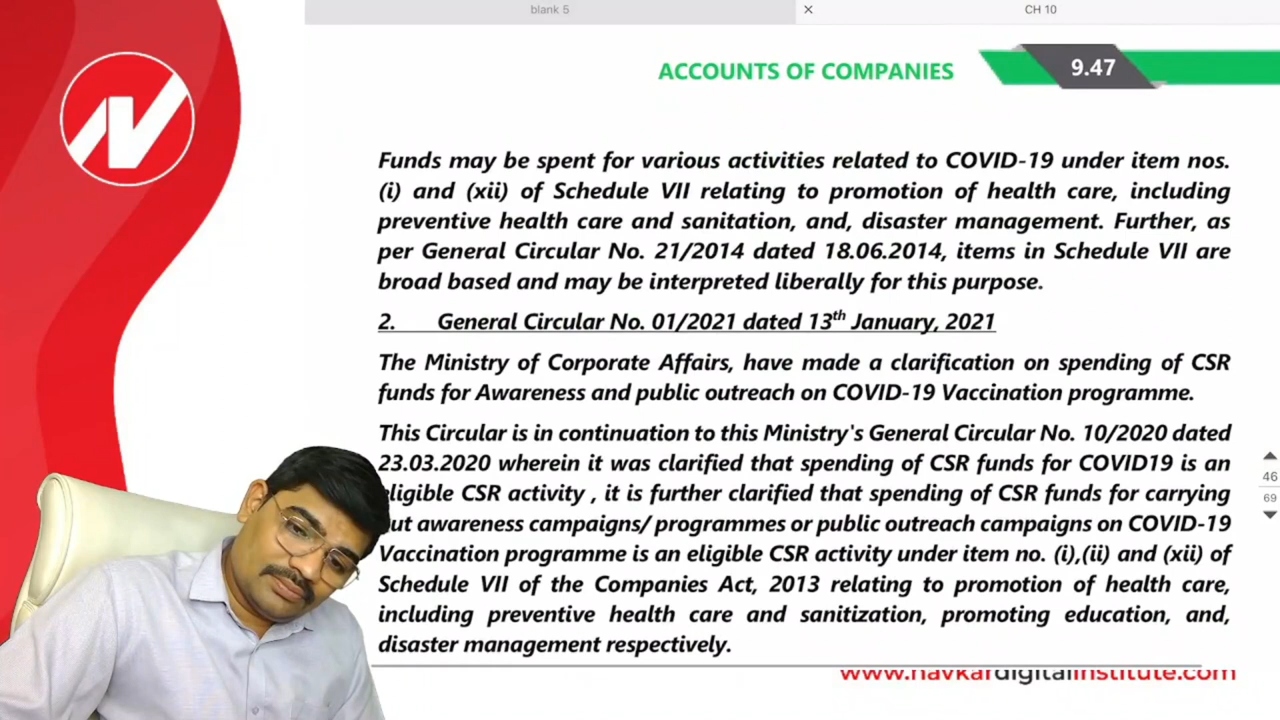 blank 5
×
CH 10
ACCOUNTS OF COMPANIES
9.47
Funds may be spent for various activities related to COVID-19 under item nos.
(i) and (xii) of Schedule VII relating to promotion of health care, including
preventive health care and sanitation, and, disaster management. Further, as
per General Circular No. 21/2014 dated 18.06.2014, items in Schedule VII are
broad based and may be interpreted liberally for this purpose.
2. General Circular No. 01/2021 dated 13th January, 2021
The Ministry of Corporate Affairs, have made a clarification on spending of CSR
funds for Awareness and public outreach on COVID-19 Vaccination programme.
This Circular is in continuation to this Ministry's General Circular No. 10/2020 dated
23.03.2020 wherein it was clarified that spending of CSR funds for COVID19 is an
eligible CSR activity , it is further clarified that spending of CSR funds for carrying
out awareness campaigns/ programmes or public outreach campaigns on COVID-19
Vaccination programme is an eligible CSR activity under item no. (i),(ii) and (xii) of
Schedule VII of the Companies Act, 2013 relating to promotion of health care,
including preventive health care and sanitization, promoting education, and,
disaster management respectively.
46
69
www.navkardigitalinstitute.com